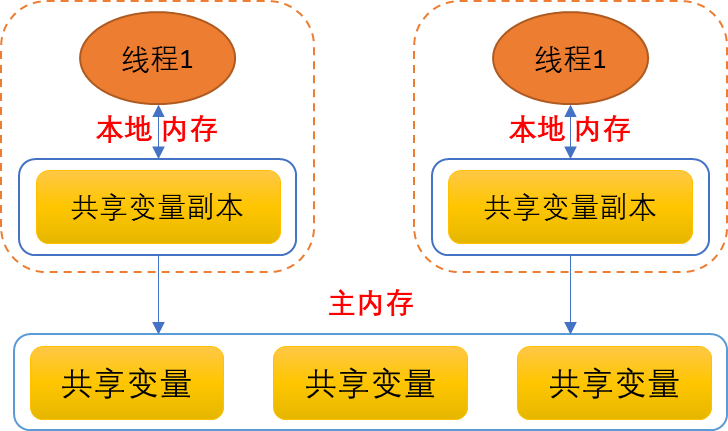 线程1 线程1
本地 内存 本地 内存
共享变量副本 共享变量副本
主内存
共享变量 共享变量 共享变量